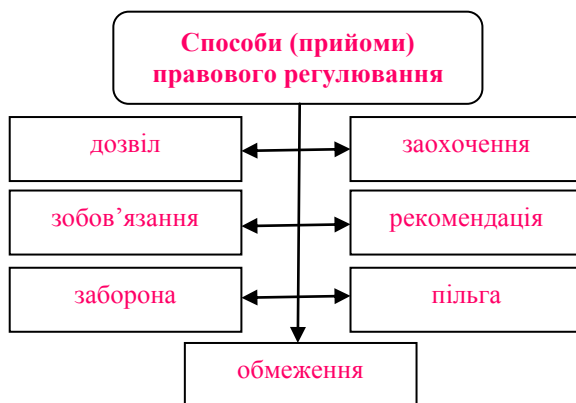 Способи (прийоми)
правового регулювання
дозвіл
заохочення
зобов’язання
рекомендація
заборона
пільга
обмеження